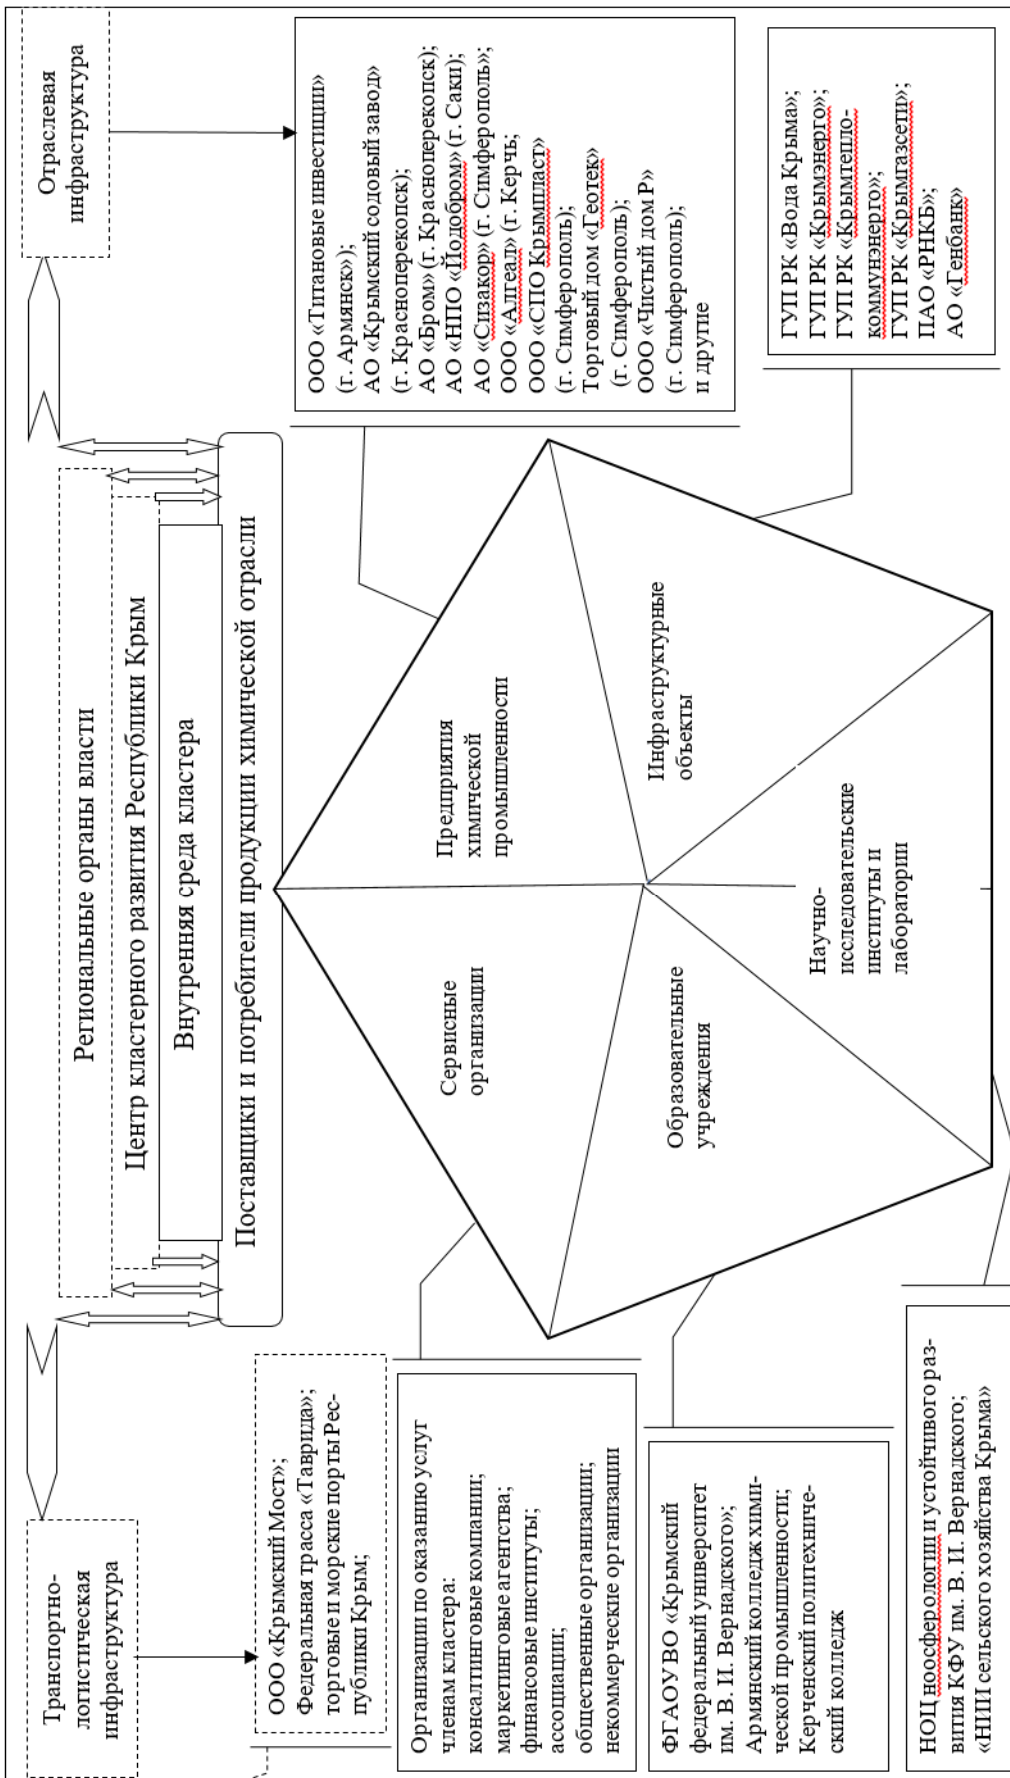 Транспортно-
логистическая
инфраструктура
Региональные органы власти
Центр кластерного развития Республики Крым
Внутренняя среда кластера
Поставщики и потребители продукции химической отрасли
Отраслевая
инфраструктура
ООО «Крымский Мост»;
Федеральная трасса «Таврида»;
торговые и морские порты Рес-
публики Крым;
Организации по оказанию услуг
членам кластера:
консалтинговые компании;
маркетинговые агентства;
финансовые институты;
ассоциации;
общественные организации;
некоммерческие организации
ФГАОУ ВО «Крымский
федеральный университет
им. В. И. Вернадского»;
Армянский колледж хими-
ческой промышленности;
Керченский политехниче-
ский колледж
НОЦ ноосферологии и устойчивого раз-
вития КФУ им. В. И. Вернадского;
«НИИ сельского хозяйства Крыма»
Сервисные
организации
Предприятия
химической
промышленности
Образовательные
учреждения
Инфраструктурные
объекты
Научно-
исследовательские
институты и
лаборатории
ООО «Титановые инвестиции»
(г. Армянск»);
АО «Крымский содовый завод»
(г. Красноперекопск);
АО «Бром» (г. Красноперекопск);
АО «НПО «Йодобром» (г. Саки);
АО «Сизакор» (г. Симферополь»;
ООО «Алгеал» (г. Керчь;
ООО «СПО Крымпласт»
(г. Симферополь);
Торговый дом «Геотек»
(г. Симферополь);
ООО «Чистый дом Р»
(г. Симферополь);
и другие
ГУП РК «Вода Крыма»;
ГУП РК «Крымэнерго»;
ГУП РК «Крымтепло-
коммунэнерго»;
ГУП РК «Крымгазсети»;
ПАО «РНКБ»;
АО «Генбанк»